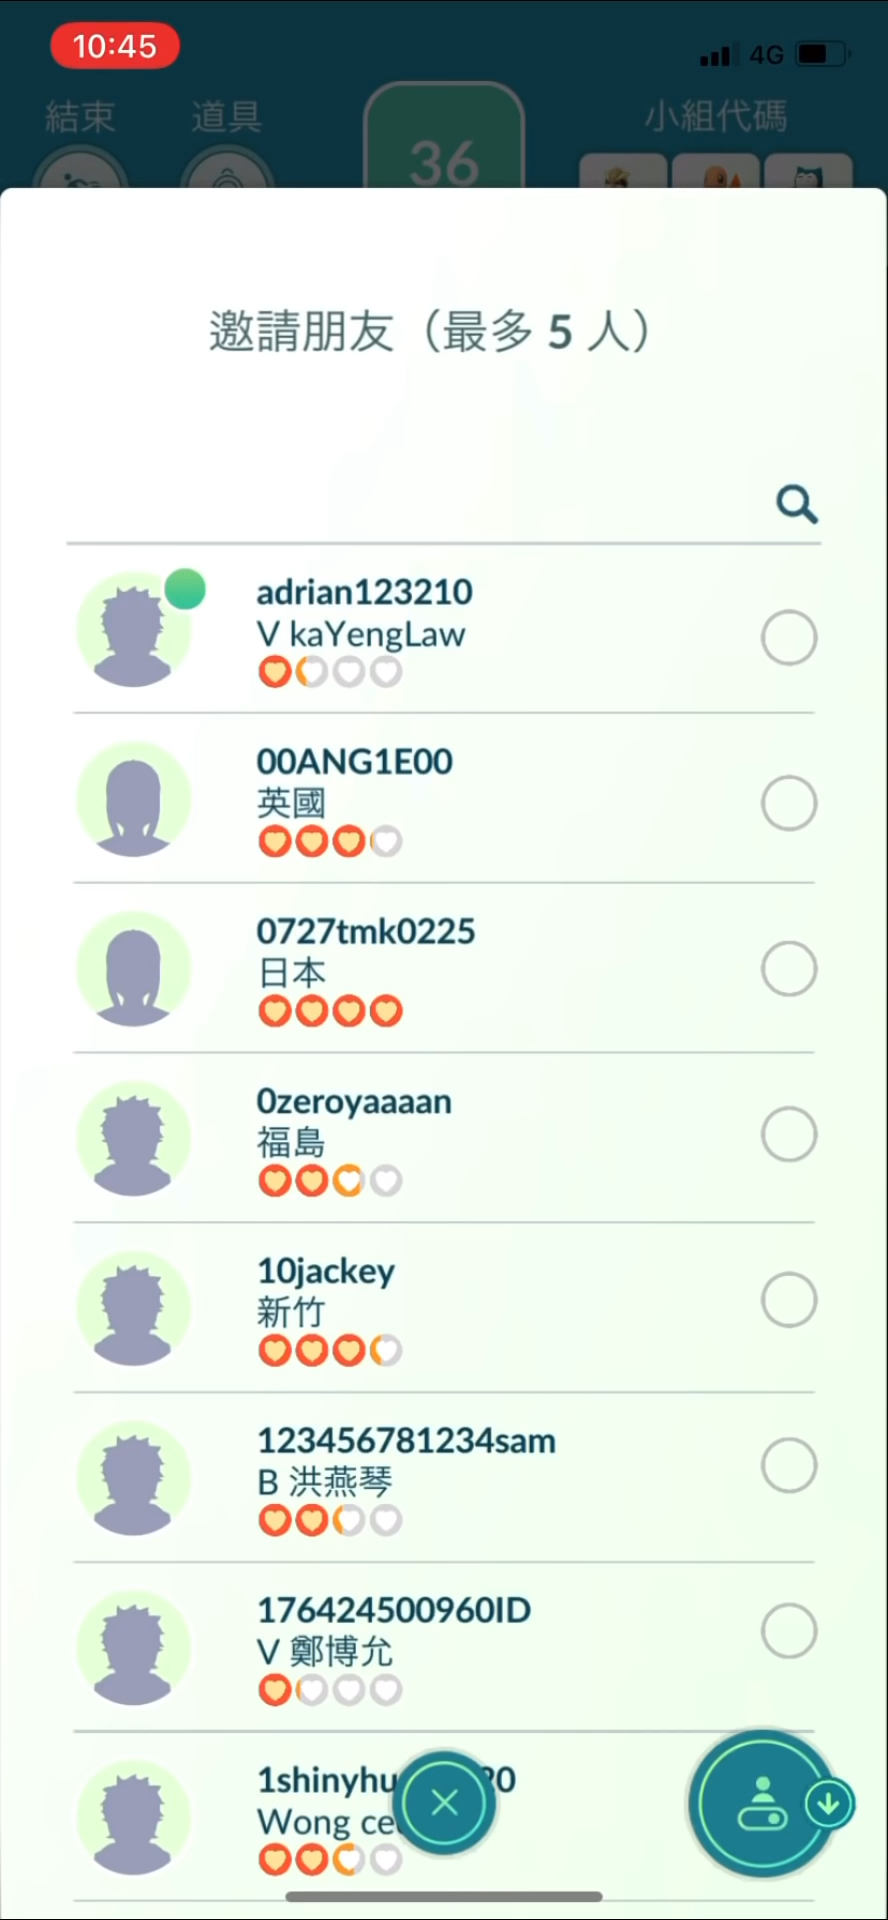 10:45
4G
結束
道具
36
小組代碼
邀請朋友（最多 5 人）
adrian123210
V kaYengLaw
00ANG1E00
英國
0727tmk0225
日本
0zeroyaaaan
福島
10jackey
新竹
123456781234sam
B 洪燕琴
176424500960ID
V 鄭博允
Wong